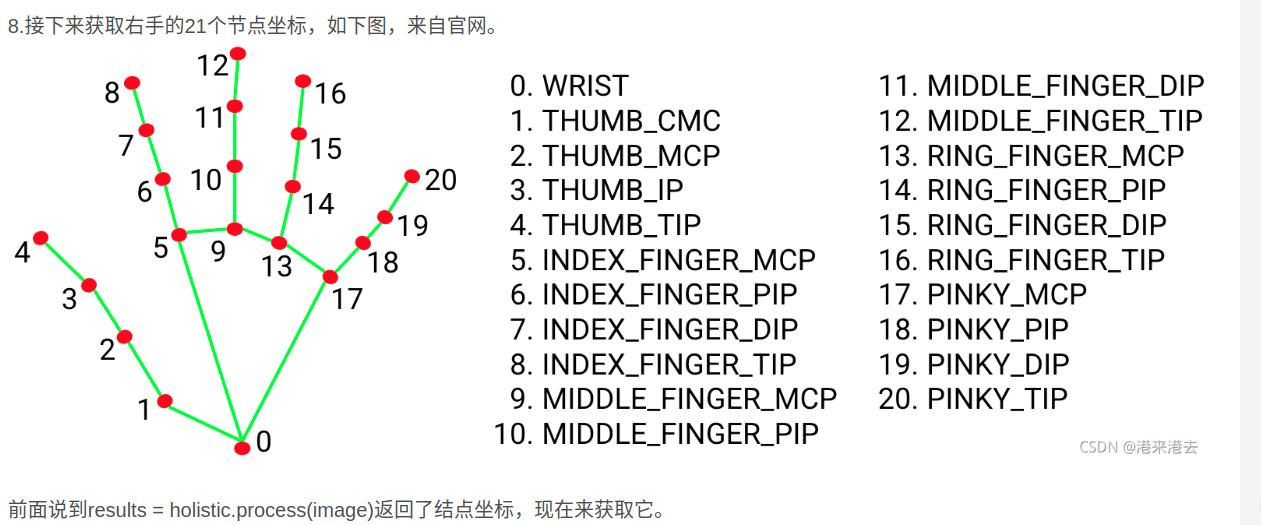 8.接下来获取右手的21个节点坐标，如下图，来自官网。
12
16
8
11
7
15
20
10
6
14
19
4
5
9
13
18
3
17
2
1
0
0. WRIST
1. THUMB_CMC
2. THUMB_MCP
3. THUMB_IP
4. THUMB_TIP
5. INDEX_FINGER_MCP
6. INDEX_FINGER_PIP
7. INDEX_FINGER_DIP
8. INDEX_FINGER_TIP
9. MIDDLE_FINGER_MCP
10. MIDDLE_FINGER_PIP
11. MIDDLE_FINGER_DIP
12. MIDDLE_FINGER_TIP
13. RING_FINGER_MCP
14. RING_FINGER_PIP
15. RING_FINGER_DIP
16. RING_FINGER_TIP
17. PINKY_MCP
18. PINKY_PIP
19. PINKY_DIP
20. PINKY_TIP
CSDN @港来港去
前面说到results = holistic.process(image)返回了结点坐标，现在来获取它。